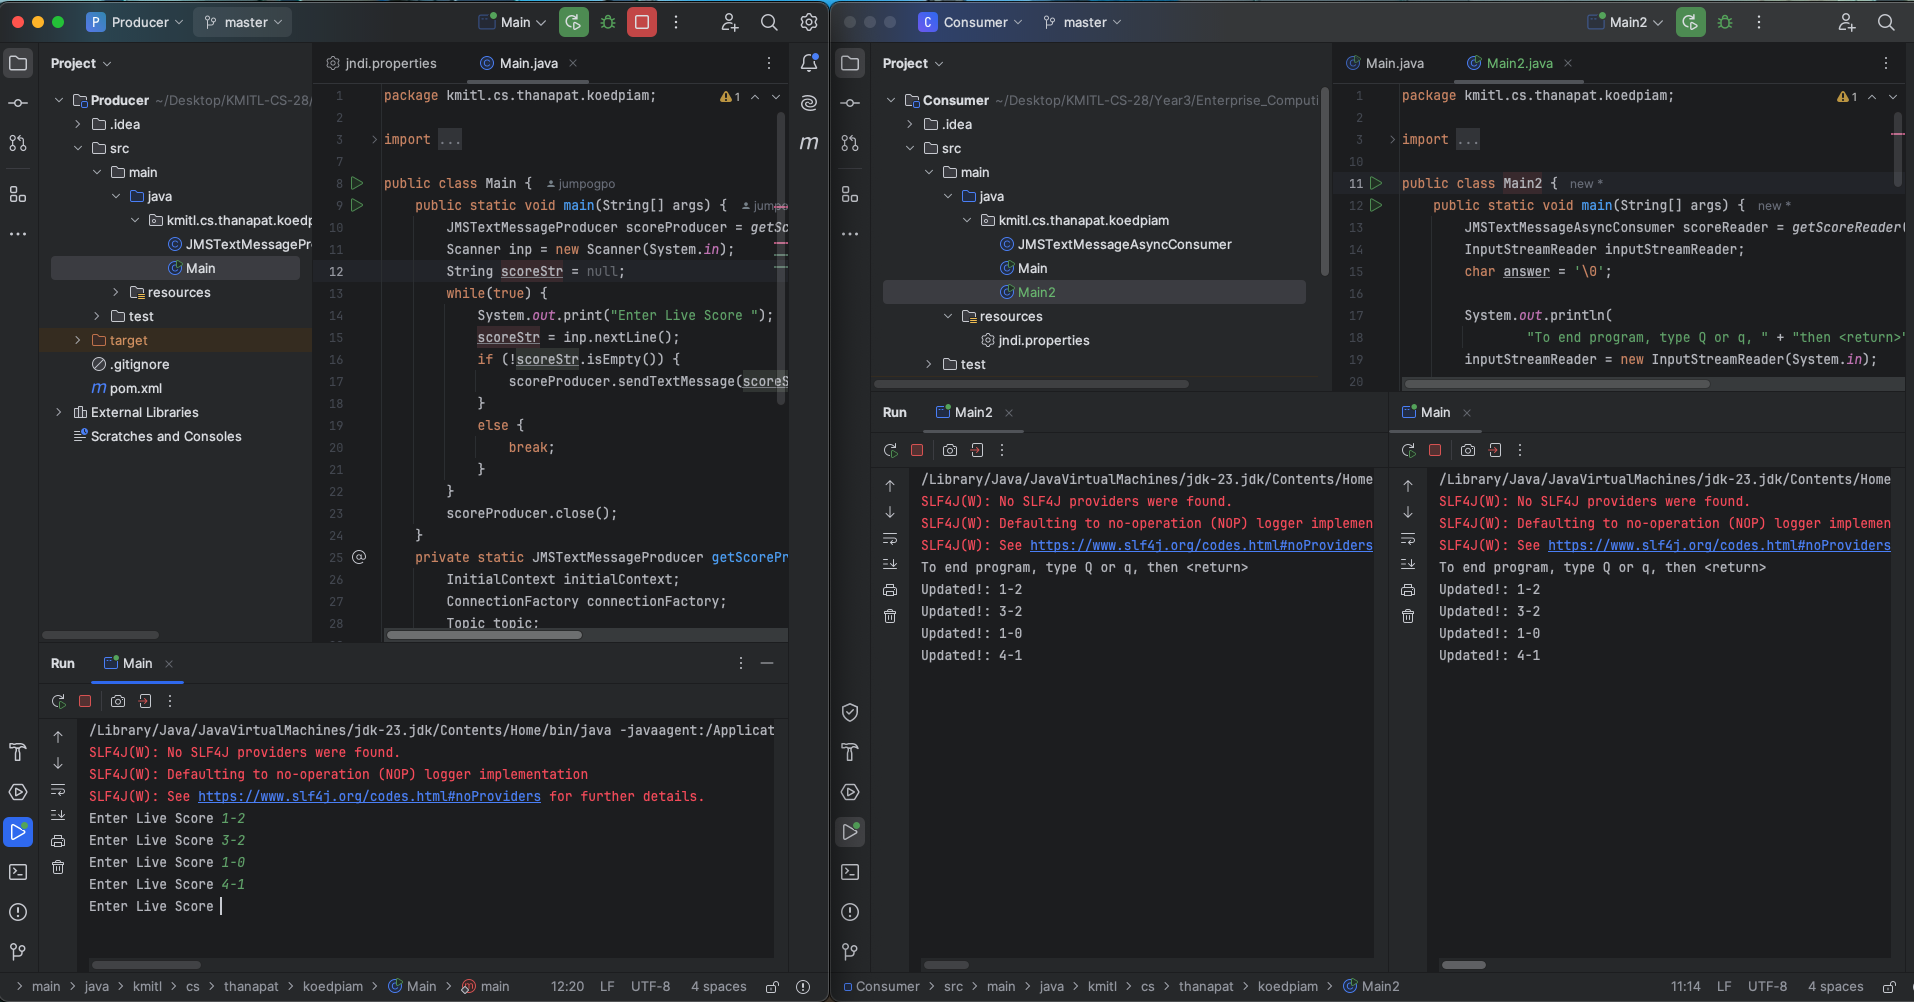 Producer
master
Main
Project
Producer ~/Desktop/KMITL-CS-28/
.idea
src
main
java
kmitl.cs.thanapat.koedp
JMSTextMessagePr
Main
resources
test
target
.gitignore
m pom.xml
External Libraries
Scratches and Consoles
jndi.properties
Main.java
1 package kmitl.cs.thanapat.koedpiam;
1
2
3 import ...
7
8 public class Main { jumpogpo
9 public static void main(String[] args) { jumpo
10 JMSTextMessageProducer scoreProducer = getSc
11 Scanner inp = new Scanner(System.in);
12 String scoreStr = null;
13 while(true) {
14 System.out.print("Enter Live Score ");
15 scoreStr = inp.nextLine();
16 if (!scoreStr.isEmpty()) {
17 scoreProducer.sendTextMessage(scoreS
18 }
19 else {
20 break;
21 }
22 }
23 scoreProducer.close();
24 }
25 private static JMSTextMessageProducer getScorePr
26 InitialContext initialContext;
27 ConnectionFactory connectionFactory;
28 Topic topic;
Run
Main
/Library/Java/JavaVirtualMachines/jdk-23.jdk/Contents/Home/bin/java -javaagent:/Applicat
SLF4J(W): No SLF4J providers were found.
SLF4J(W): Defaulting to no-operation (NOP) logger implementation
SLF4J(W): See https://www.slf4j.org/codes.html#noProviders for further details.
Enter Live Score 1-2
Enter Live Score 3-2
Enter Live Score 1-0
Enter Live Score 4-1
Enter Live Score
main > java > kmitl > cs > thanapat > koedpiam > Main > main
12:20 LF UTF-8 4 spaces
C Consumer
master
Main2
Project
Consumer ~/Desktop/KMITL-CS-28/Year3/Enterprise_Computi
.idea
src
main
java
kmitl.cs.thanapat.koedpiam
JMSTextMessageAsyncConsumer
Main
Main2
resources
jndi.properties
test
Main.java
Main2.java
1 package kmitl.cs.thanapat.koedpiam;
1
2
3 import ...
10
11 public class Main2 { new *
12 public static void main(String[] args) { new *
13 JMSTextMessageAsyncConsumer scoreReader = getScoreReader(
14 InputStreamReader inputStreamReader;
15 char answer = '\0';
16
17 System.out.println(
18 "To end program, type Q or q, " + "then <return>"
19 inputStreamReader = new InputStreamReader(System.in);
20
Run
Main2
/Library/Java/JavaVirtualMachines/jdk-23.jdk/Contents/Home
SLF4J(W): No SLF4J providers were found.
SLF4J(W): Defaulting to no-operation (NOP) logger implemen
SLF4J(W): See https://www.slf4j.org/codes.html#noProviders
To end program, type Q or q, then <return>
Updated!: 1-2
Updated!: 3-2
Updated!: 1-0
Updated!: 4-1
Main
/Library/Java/JavaVirtualMachines/jdk-23.jdk/Contents/Home
SLF4J(W): No SLF4J providers were found.
SLF4J(W): Defaulting to no-operation (NOP) logger implemen
SLF4J(W): See https://www.slf4j.org/codes.html#noProviders
To end program, type Q or q, then <return>
Updated!: 1-2
Updated!: 3-2
Updated!: 1-0
Updated!: 4-1
Consumer > src > main > java > kmitl > cs > thanapat > koedpiam > Main2
11:14 LF UTF-8 4 spaces